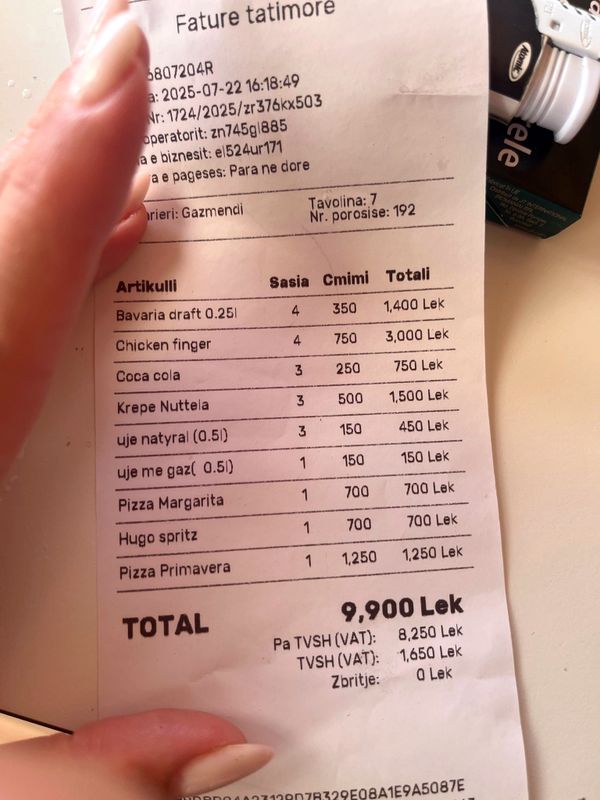 Fature tatimore
6807204R
a: 2025-07-22 16:18:49
Nr: 1724/2025/zr376kx503
operatorit: zn745gl885
a e biznesit: el524ur171
a e pageses: Para ne dore
rieri: Gazmendi
Tavolina: 7
Nr. porosise: 192
Artikulli Sasia Cmimi Totali
Bavaria draft 0.25l 4 350 1,400 Lek
Chicken finger 4 750 3,000 Lek
Coca cola 3 250 750 Lek
Krepe Nuttela 3 500 1,500 Lek
uje natyral (0.5l) 3 150 450 Lek
uje me gaz( 0.5l) 1 150 150 Lek
Pizza Margarita 1 700 700 Lek
Hugo spritz 1 700 700 Lek
Pizza Primavera 1 1,250 1,250 Lek
TOTAL 9,900 Lek
Pa TVSH(VAT): 8,250 Lek
TVSH(VAT): 1,650 Lek
Zbritje: 0 Lek
Atomic
ele